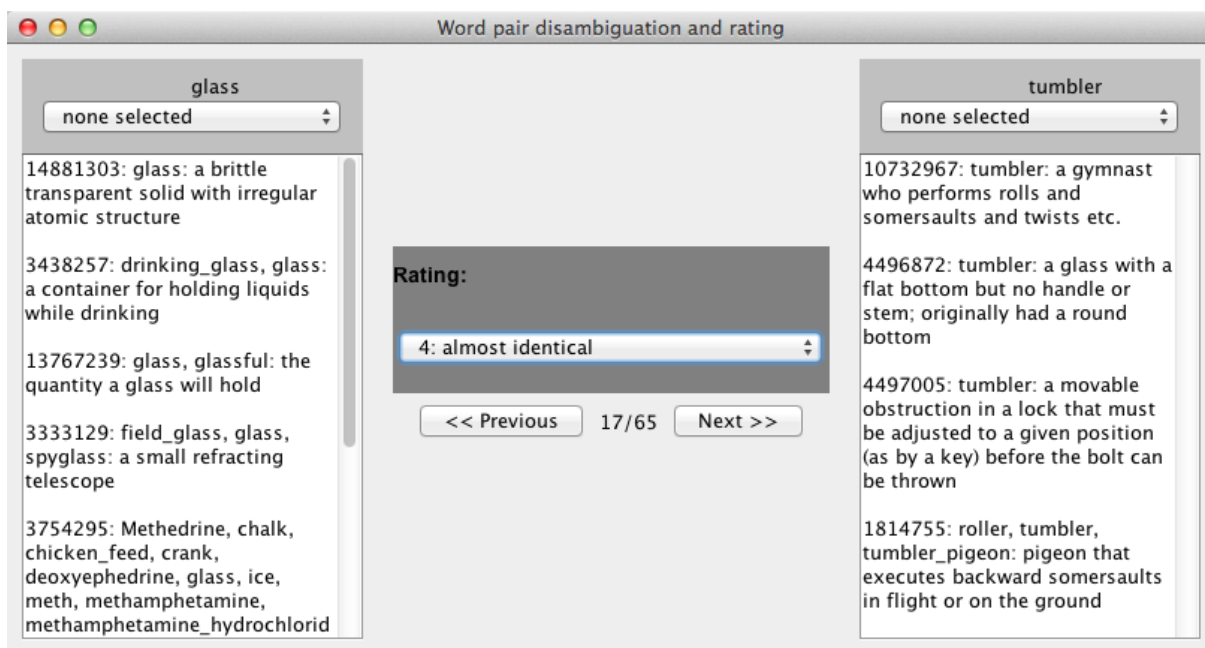 Word pair disambiguation and rating
glass
none selected
14881303: glass: a brittle
transparent solid with irregular
atomic structure
3438257: drinking_glass, glass:
a container for holding liquids
while drinking
13767239: glass, glassful: the
quantity a glass will hold
3333129: field_glass, glass,
spyglass: a small refracting
telescope
3754295: Methedrine, chalk,
chicken_feed, crank,
deoxyephedrine, glass, ice,
meth, methamphetamine,
methamphetamine_hydrochlorid
Rating:
4: almost identical
<< Previous 17/65 Next >>
tumbler
none selected
10732967: tumbler: a gymnast
who performs rolls and
somersaults and twists etc.
4496872: tumbler: a glass with a
flat bottom but no handle or
stem; originally had a round
bottom
4497005: tumbler: a movable
obstruction in a lock that must
be adjusted to a given position
(as by a key) before the bolt can
be thrown
1814755: roller, tumbler,
tumbler_pigeon: pigeon that
executes backward somersaults
in flight or on the ground